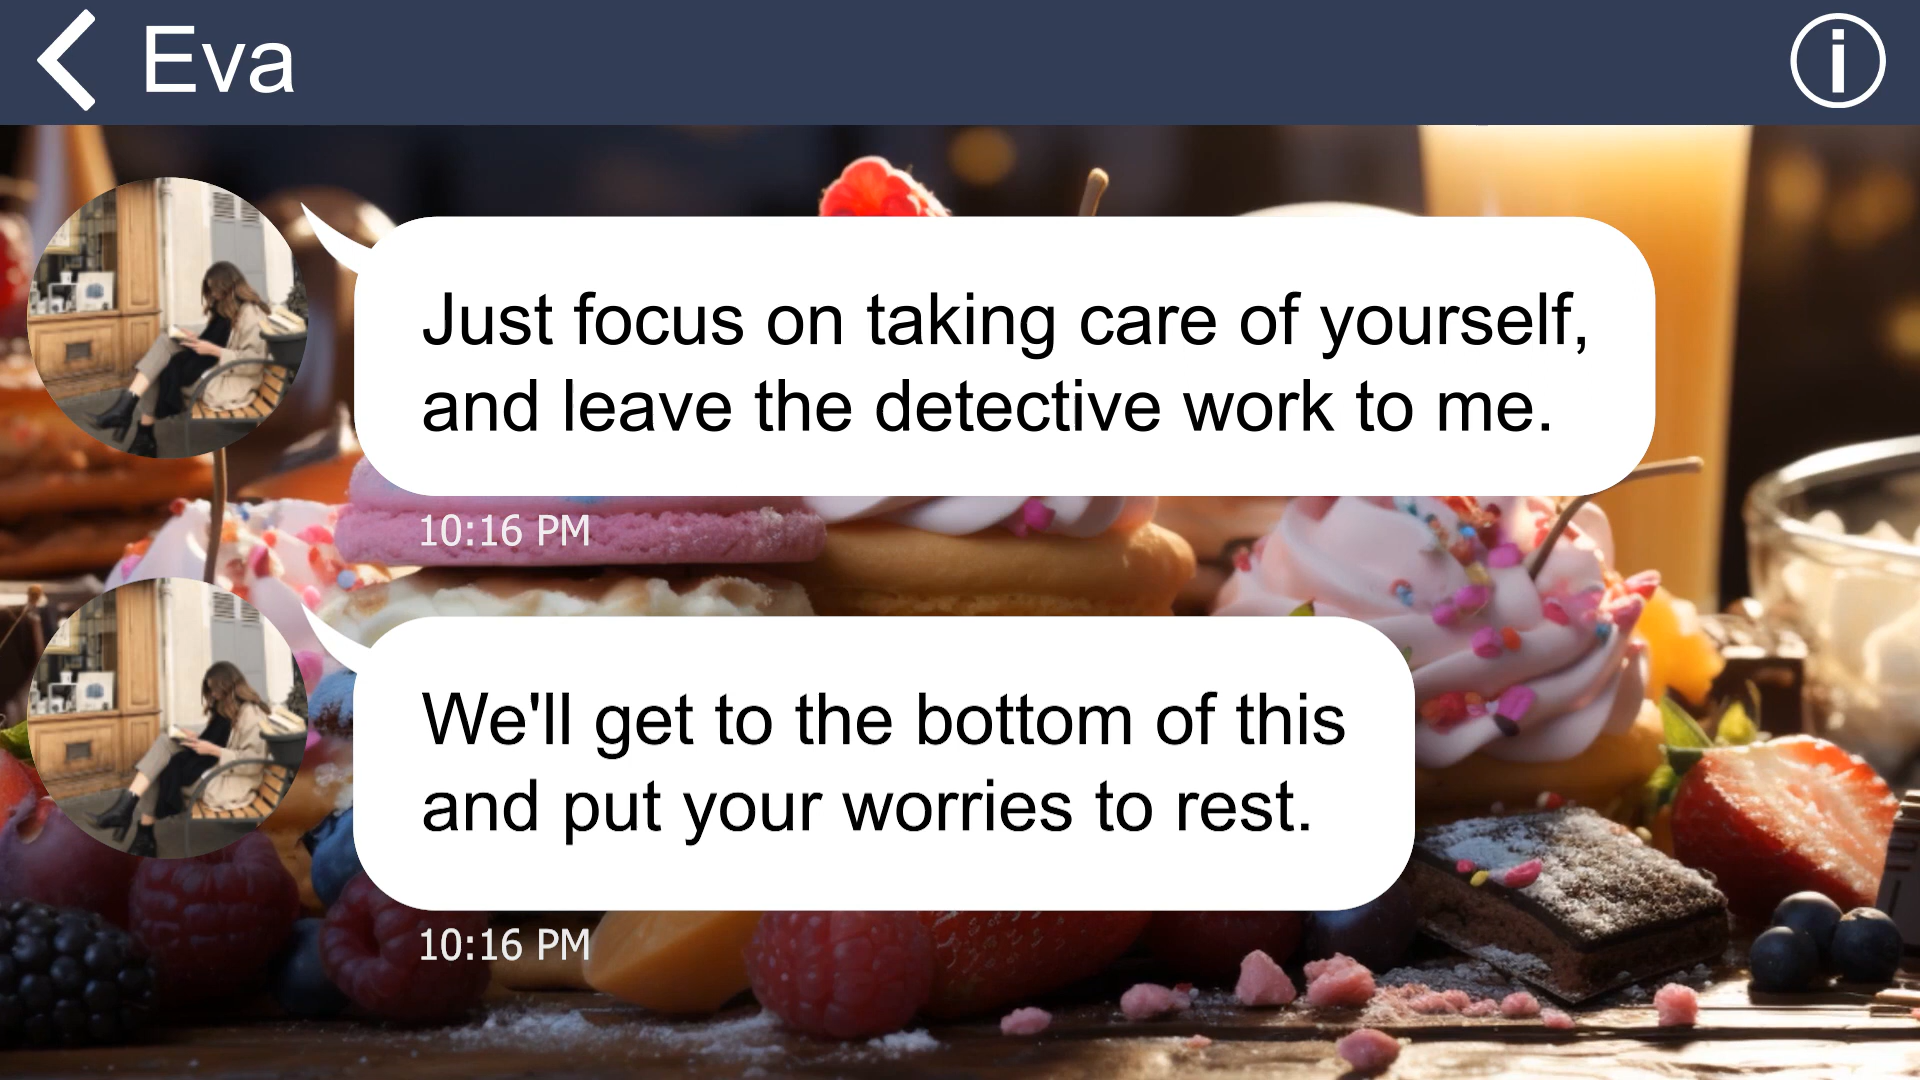 Eva
Just focus on taking care of yourself,
and leave the detective work to me.
10:16 PM
We'll get to the bottom of this
and put your worries to rest.
10:16 PM